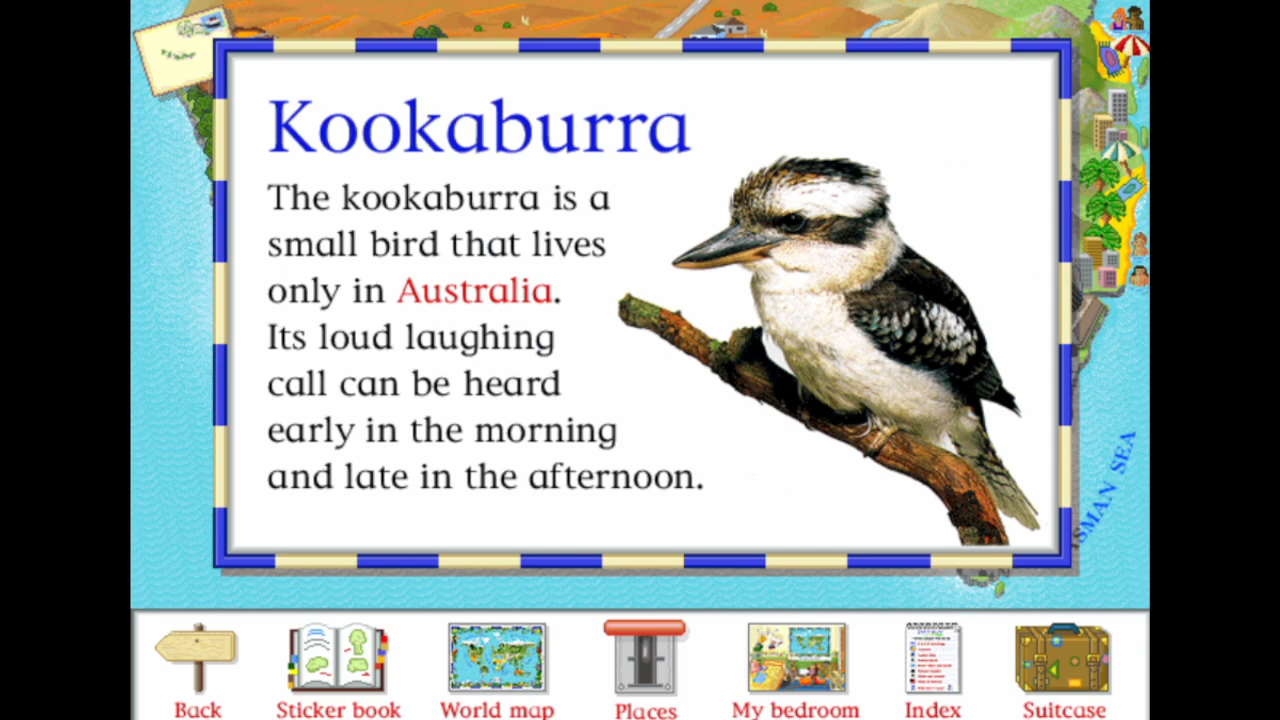 Kookaburra
The kookaburra is a
small bird that lives
only in Australia.
Its loud laughing
call can be heard
early in the morning
and late in the afternoon.
SMAN SEA
Back
Sticker book
World map
Places
My bedroom
Index
Suitcase